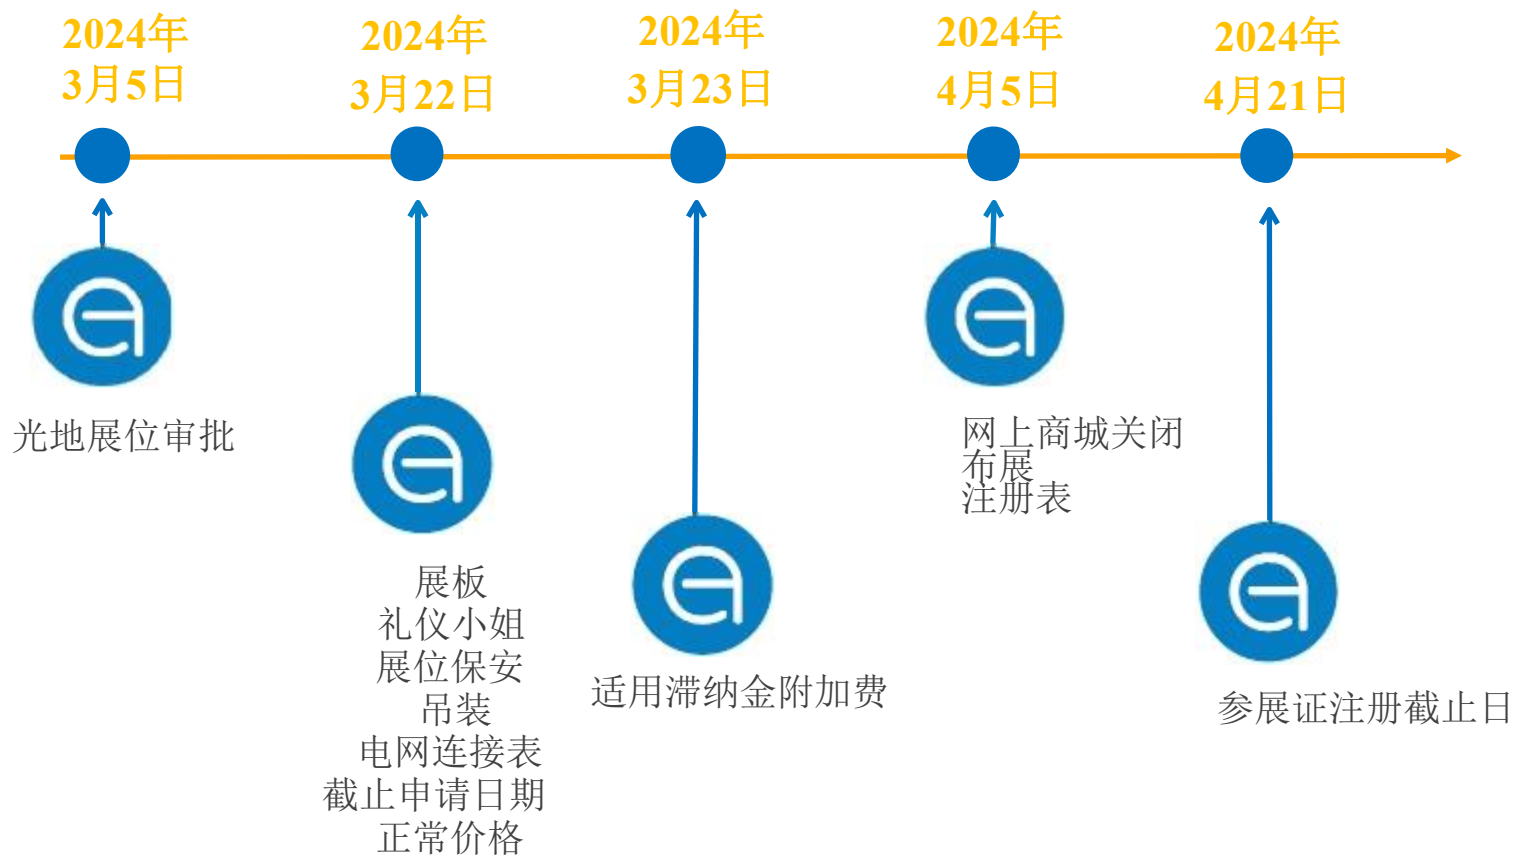 2024年
3月5日
2024年
3月22日
2024年
3月23日
2024年
4月5日
2024年
4月21日
光地展位审批
展板
礼仪小姐
展位保安
吊装
电网连接表
截止申请日期
正常价格
适用滞纳金附加费
网上商城关闭
布展
注册表
参展证注册截止日